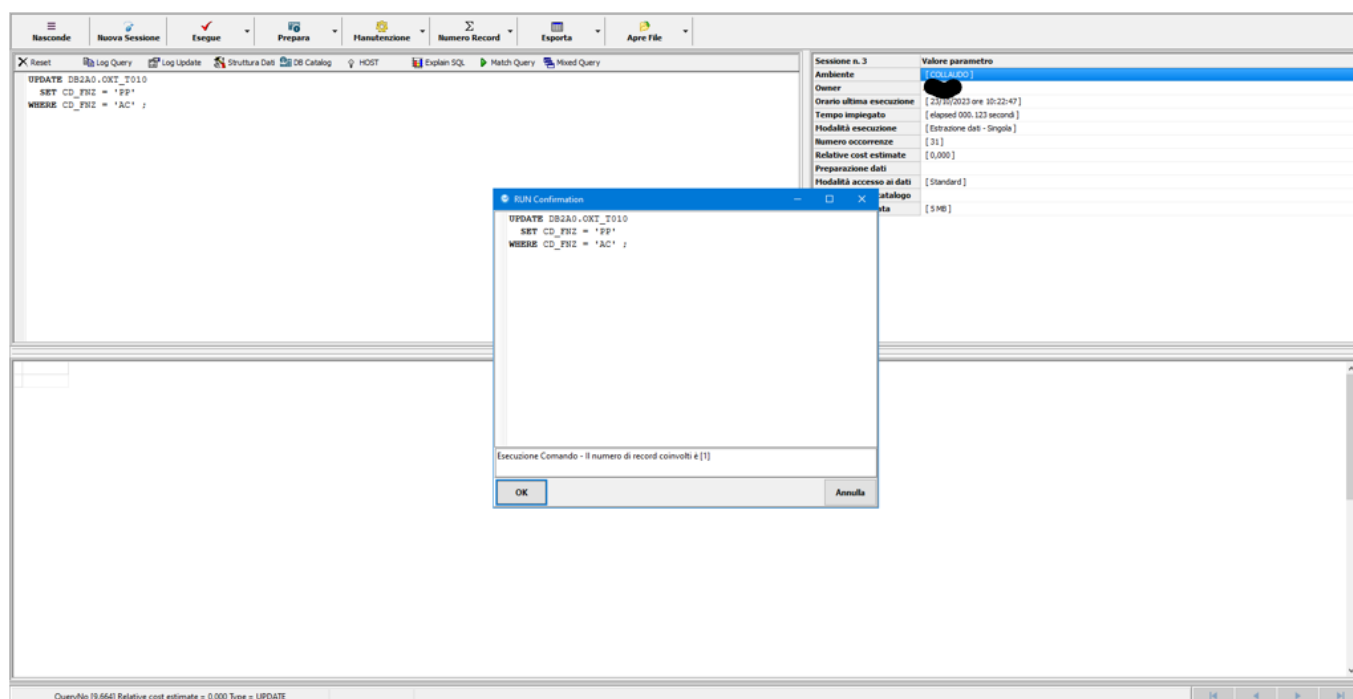 Nasconde
Nuova Sessione
Esegue
Prepara
Manutenzione
Numero Record
Esporta
Apre File
Reset
Log Query
Log Update
Struttura Dati
DB Catalog
HOST
Explain SQL
Match Query
Mixed Query
UPDATE DB2A0.OXT_T010
SET CD_FNZ = 'PP'
WHERE CD_FNZ = 'AC' ;
Sessione n. 3 Valore parametro
Ambiente [ COLLAUDO ]
Owner
Orario ultima esecuzione [ 23/10/2023 ore 10:22:47 ]
Tempo impiegato [ elapsed 000.123 secondi ]
Modalità esecuzione [ Estrazione dati - Singola ]
Numero occorrenze [ 31 ]
Relative cost estimate [ 0,000 ]
Preparazione dati
Modalità accesso ai dati [ Standard ]
catalogo
ata [ 5 MB ]
RUN Confirmation
UPDATE DB2A0.OXT_T010
SET CD_FNZ = 'PP'
WHERE CD_FNZ = 'AC' ;
Esecuzione Comando - Il numero di record coinvolti è [1]
OK
Annulla
QueryNo [9.664] Relative cost estimate = 0.000 Type = UPDATE